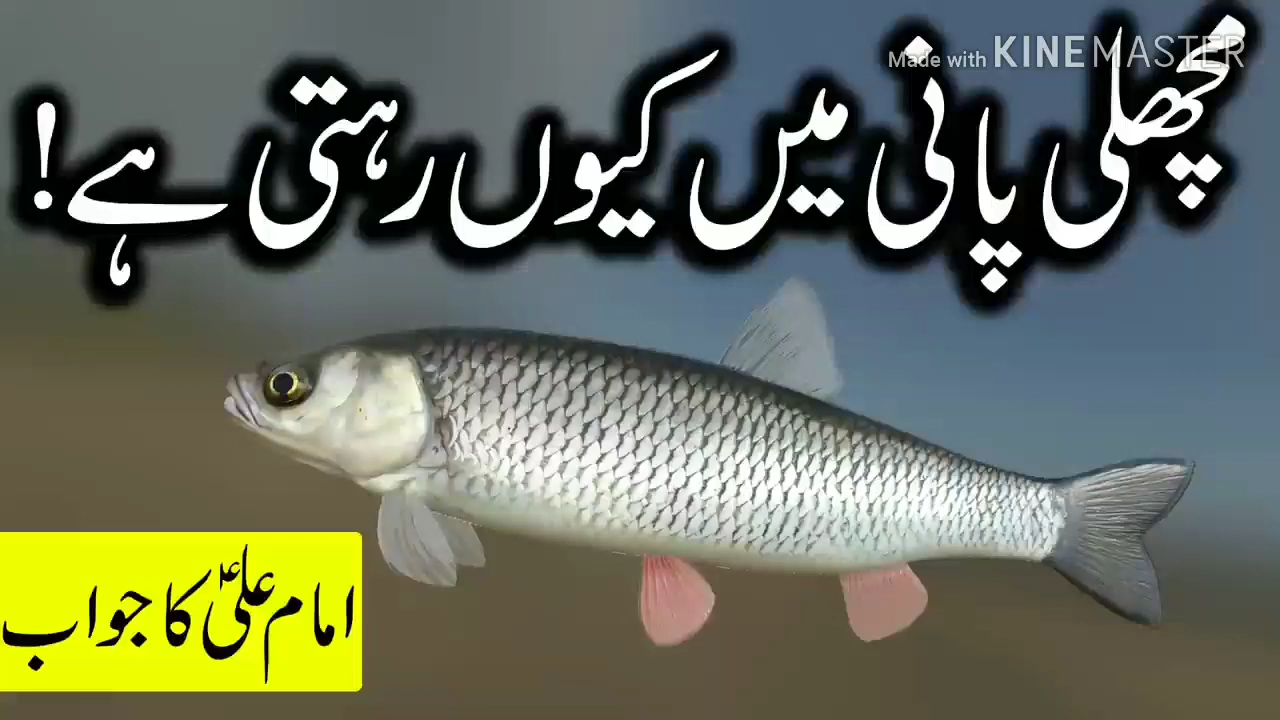 Made with KINEMASTER
مچھلی پانی میں کیوں رہتی ہے!
امام علیؑ کا جواب